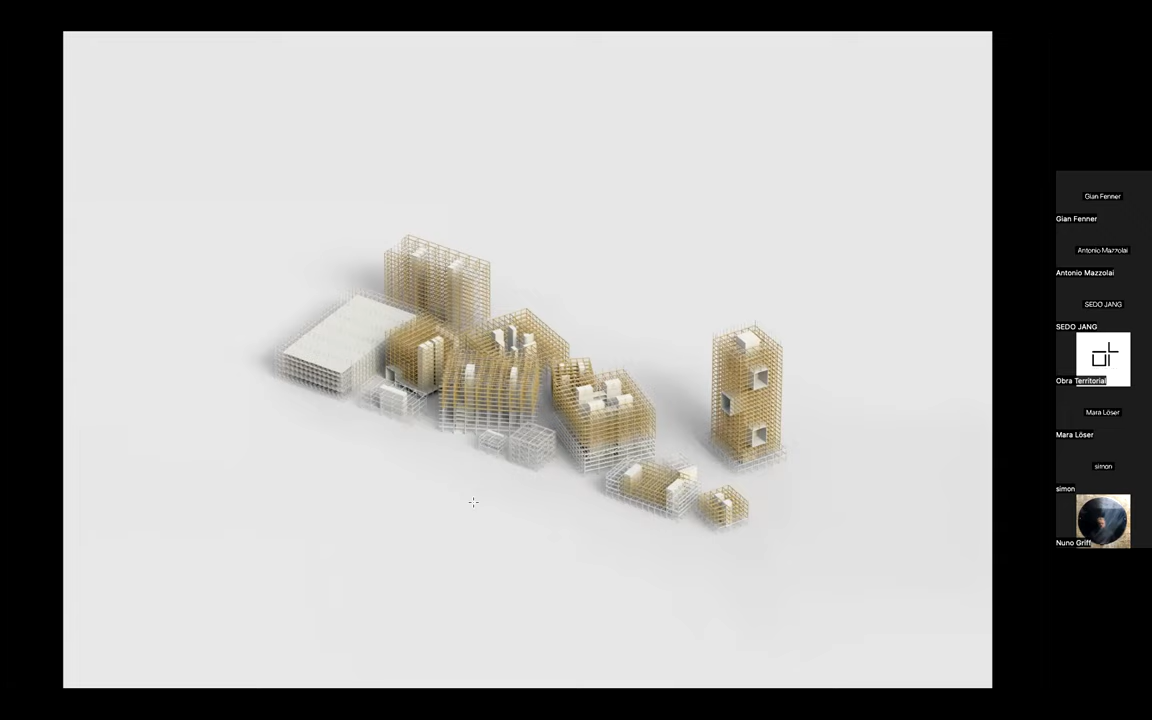 Gian Fenner
Gian Fenner
Antonio Mazzolai
Antonio Mazzolai
SEDO JANG
SEDO JANG
Obra Territorial
Mara Löser
Mara Löser
simon
simon
Nuno Griff